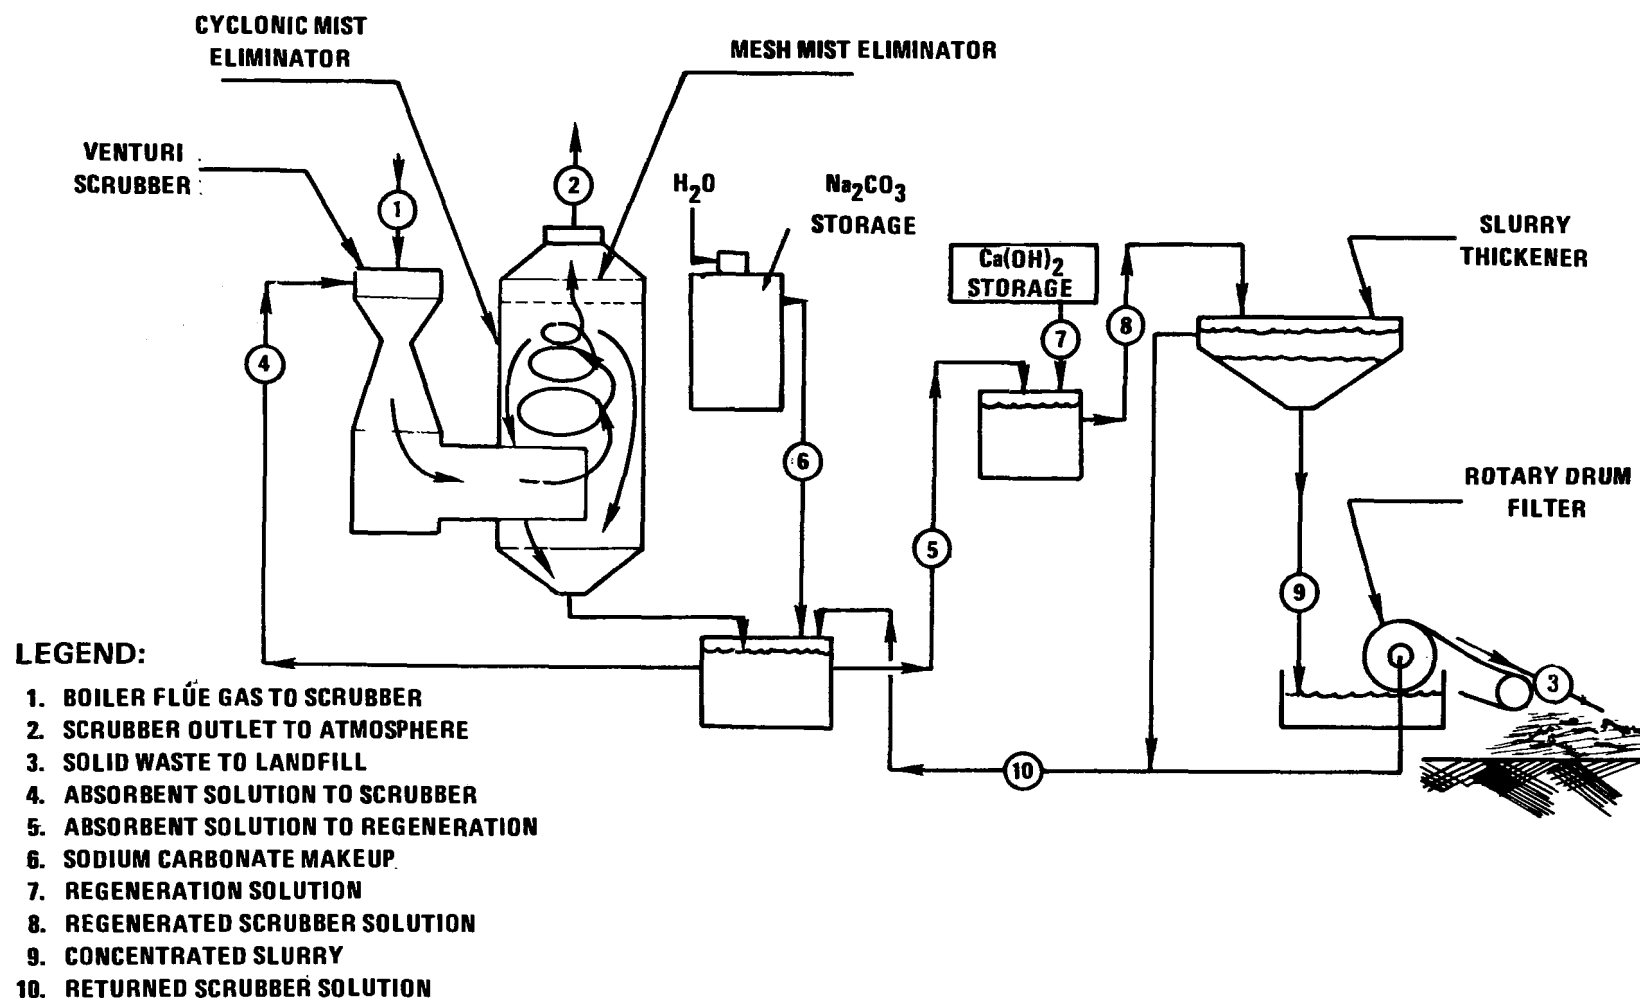 CYCLONIC MIST
ELIMINATOR
MESH MIST ELIMINATOR
VENTURI
SCRUBBER
1
2
H2O
Na2CO3
STORAGE
Ca(OH)2
STORAGE
SLURRY
THICKENER
4
7
8
6
5
9
ROTARY DRUM
FILTER
3
10
LEGEND:
1. BOILER FLUE GAS TO SCRUBBER
2. SCRUBBER OUTLET TO ATMOSPHERE
3. SOLID WASTE TO LANDFILL
4. ABSORBENT SOLUTION TO SCRUBBER
5. ABSORBENT SOLUTION TO REGENERATION
6. SODIUM CARBONATE MAKEUP
7. REGENERATION SOLUTION
8. REGENERATED SCRUBBER SOLUTION
9. CONCENTRATED SLURRY
10. RETURNED SCRUBBER SOLUTION